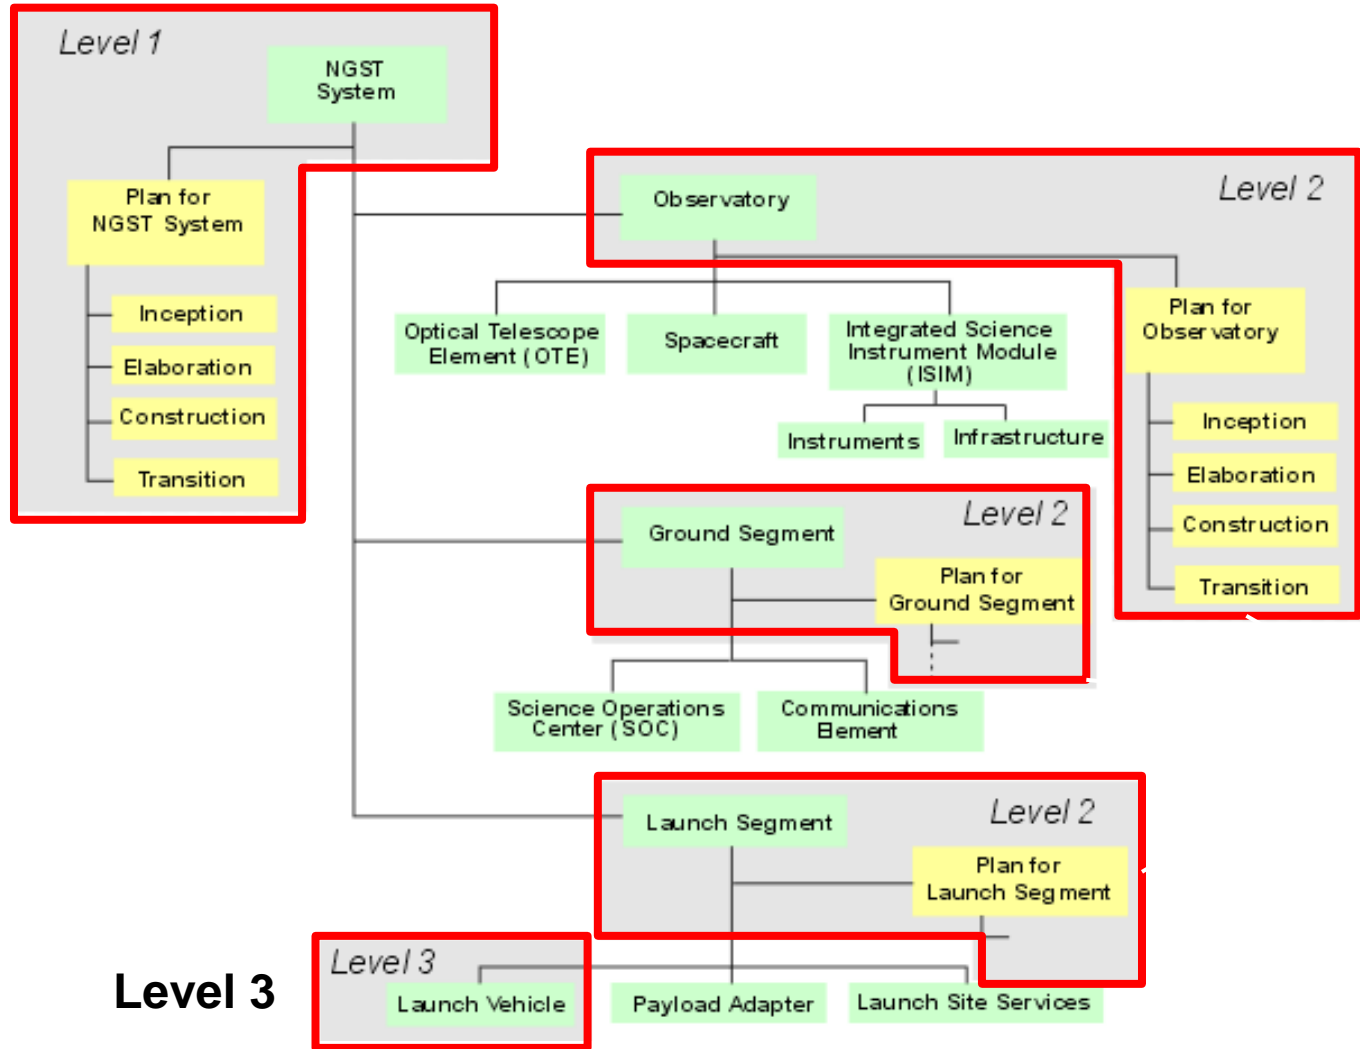 Level 1
NGST
System
Plan for
NGST System
Inception
Elaboration
Construction
Transition
Level 2
Observatory
Optical Telescope
Element (OTE)
Spacecraft
Integrated Science
Instrument Module
(ISIM)
Instruments
Infrastructure
Plan for
Observatory
Inception
Elaboration
Construction
Transition
Level 2
Ground Segment
Plan for
Ground Segment
Science Operations
Center (SOC)
Communications
Element
Level 2
Launch Segment
Plan for
Launch Segment
Level 3
Level 3
Launch Vehicle
Payload Adapter
Launch Site Services